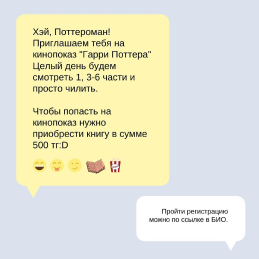 Хэй, Поттероман!
Приглашаем тебя на
кинопоказ "Гарри Поттера"
Целый день будем
смотреть 1, 3-6 части и
просто чилить.
Чтобы попасть на
кинопоказ нужно
приобрести книгу в сумме
500 тг:D
Пройти регистрацию
можно по ссылке в БИО.